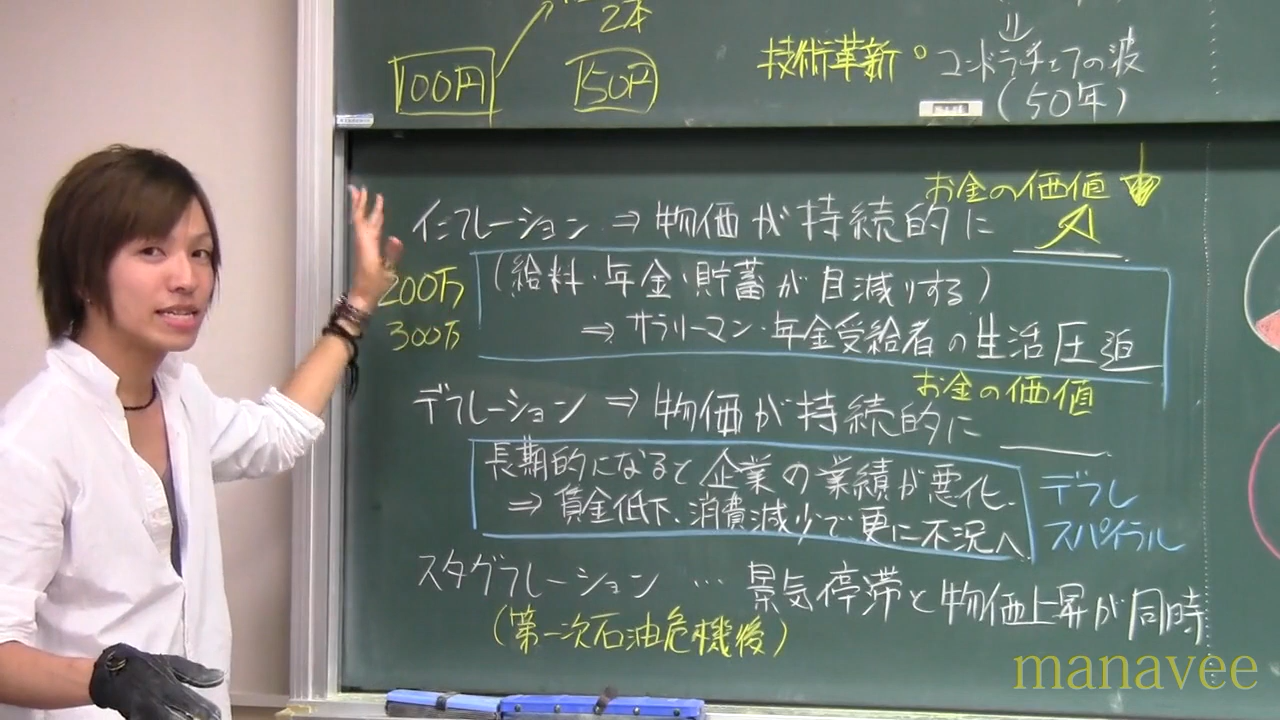 2本
100円
150円
技術革新。コンドラチェフの波
(50年)
お金の価値
インフレーション ⇒ 物価が持続的に 上
200万
300万
(給料・年金・貯蓄が目減りする)
⇒ サラリーマン・年金受給者の生活圧迫
お金の価値
デフレーション ⇒ 物価が持続的に
長期的になると企業の業績が悪化、
⇒ 賃金低下、消費減少で更に不況へ
デフレ
スパイラル
スタグフレーション … 景気停滞と物価上昇が同時
(第一次石油危機後)
manavee